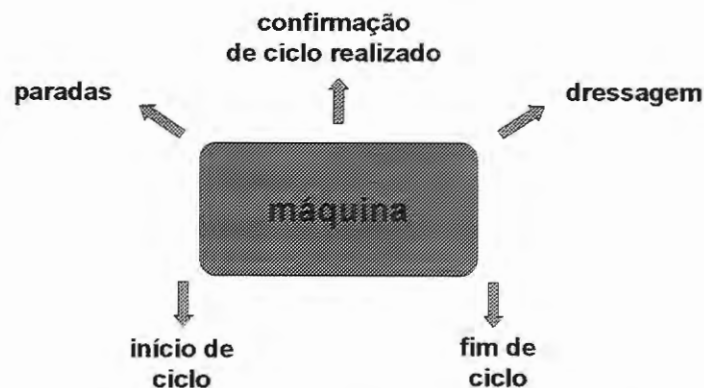 confirmação
de ciclo realizado
paradas
dressagem
máquina
início de
ciclo
fim de
ciclo